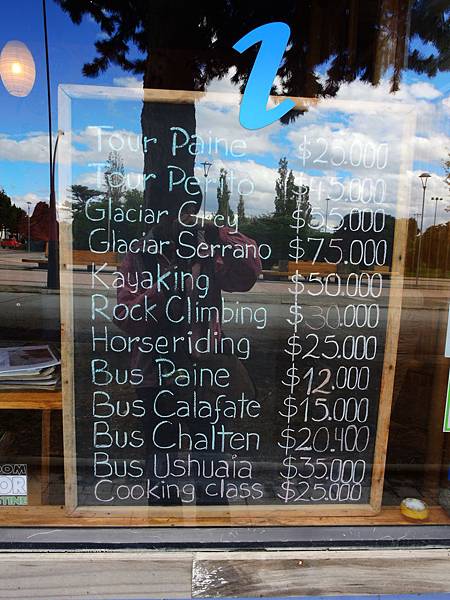 i
Tour Paine $25.000
Tour Perito $45.000
Glaciar Grey $55.000
Glaciar Serrano $75.000
Kayaking $50.000
Rock Climbing $30.000
Horseriding $25.000
Bus Paine $12.000
Bus Calafate $15.000
Bus Chalten $20.400
Bus Ushuaia $35.000
Cooking class $25.000